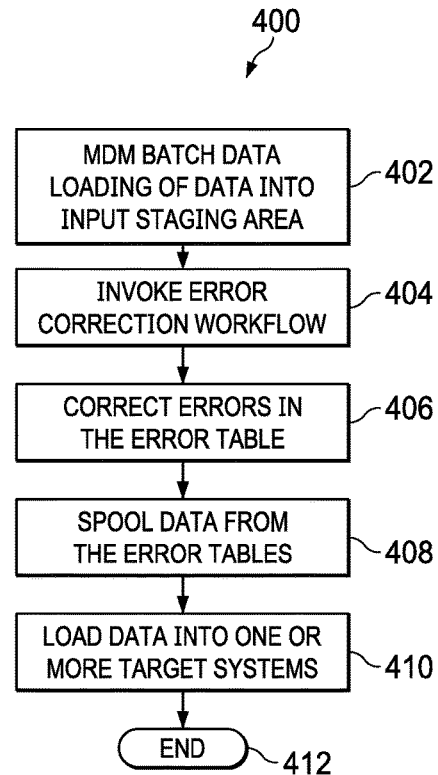 400
MDM BATCH DATA
LOADING OF DATA INTO
INPUT STAGING AREA
402
INVOKE ERROR
CORRECTION WORKFLOW
404
CORRECT ERRORS IN
THE ERROR TABLE
406
SPOOL DATA FROM
THE ERROR TABLES
408
LOAD DATA INTO ONE OR
MORE TARGET SYSTEMS
410
END
412